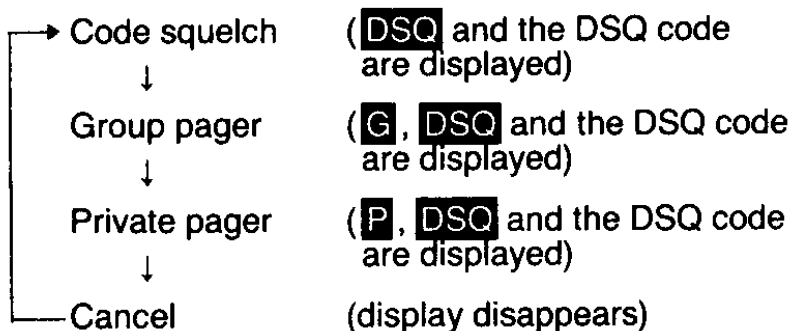 Code squelch (DSQ and the DSQ code
are displayed)
Group pager (G, DSQ and the DSQ code
are displayed)
Private pager (P, DSQ and the DSQ code
are displayed)
Cancel (display disappears)